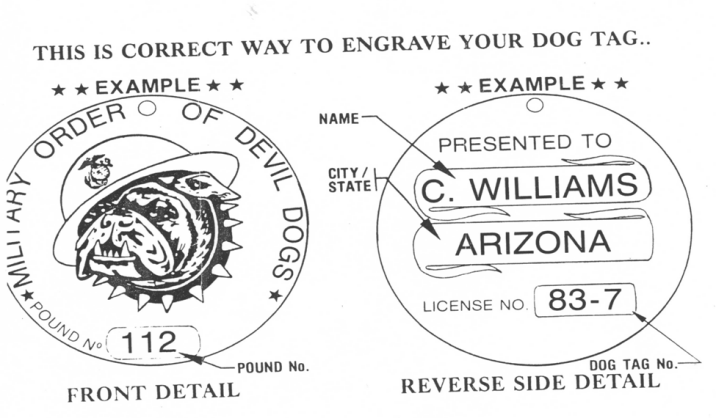 THIS IS CORRECT WAY TO ENGRAVE YOUR DOG TAG..
★ ★ EXAMPLE ★ ★
MILITARY ORDER OF DEVIL DOGS
POUND Nº 112
POUND No.
FRONT DETAIL
★ ★ EXAMPLE ★ ★
NAME
CITY/
STATE
PRESENTED TO
C. WILLIAMS
ARIZONA
LICENSE NO. 83-7
DOG TAG No.
REVERSE SIDE DETAIL